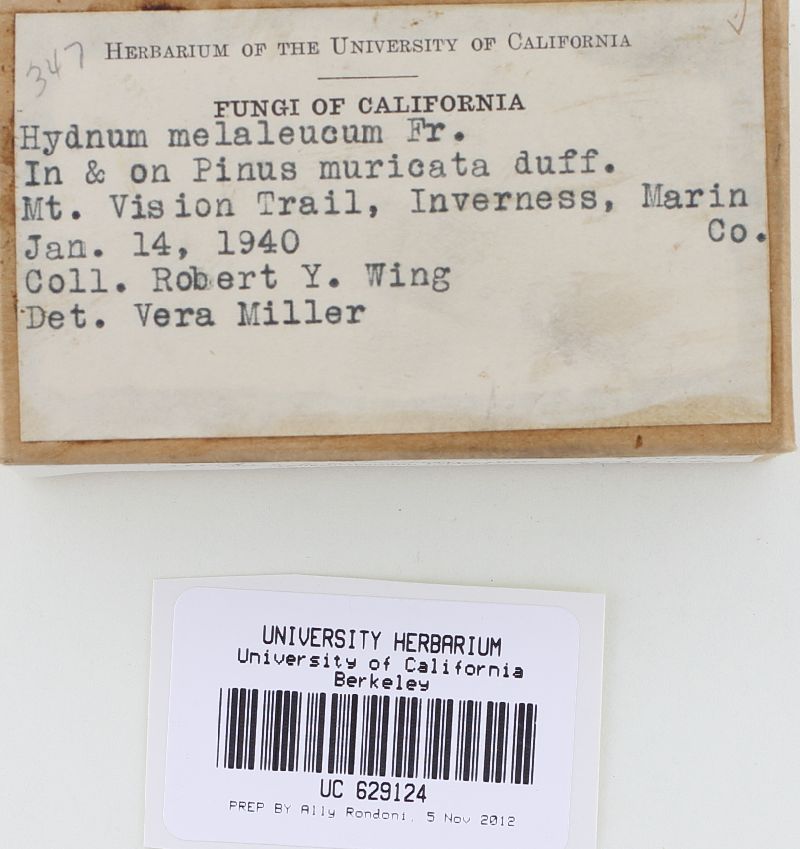 347
HERBARIUM OF THE UNIVERSITY OF CALIFORNIA
FUNGI OF CALIFORNIA
Hydnum melaleucum Fr.
In & on Pinus muricata duff.
Mt. Vision Trail, Inverness, Marin Co.
Jan. 14, 1940
Coll. Robert Y. Wing
Det. Vera Miller
UNIVERSITY HERBARIUM
University of California
Berkeley
UC 629124
PREP BY Ally Rondoni, 5 Nov 2012